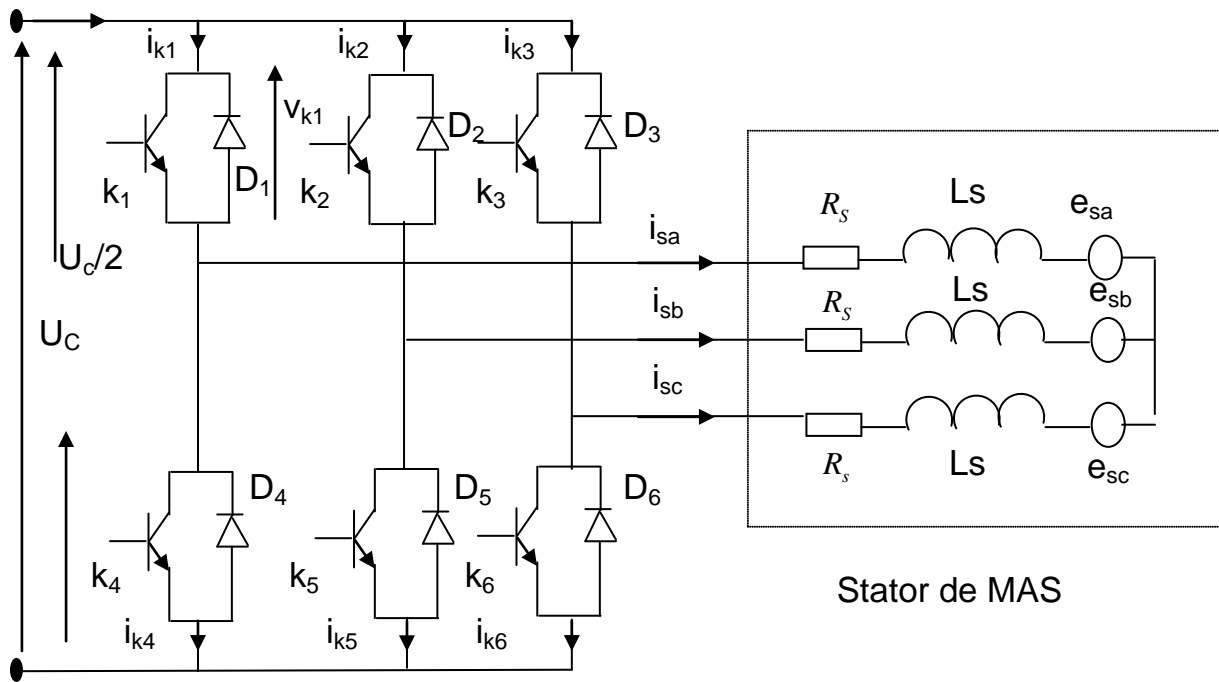 i_k1 i_k2 i_k3
v_k1
D_1 D_2 D_3
k_1 k_2 k_3
U_c/2
U_C
i_sa R_S Ls e_sa
i_sb R_S Ls e_sb
i_sc R_s Ls e_sc
D_4 D_5 D_6
k_4 k_5 k_6
i_k4 i_k5 i_k6
Stator de MAS